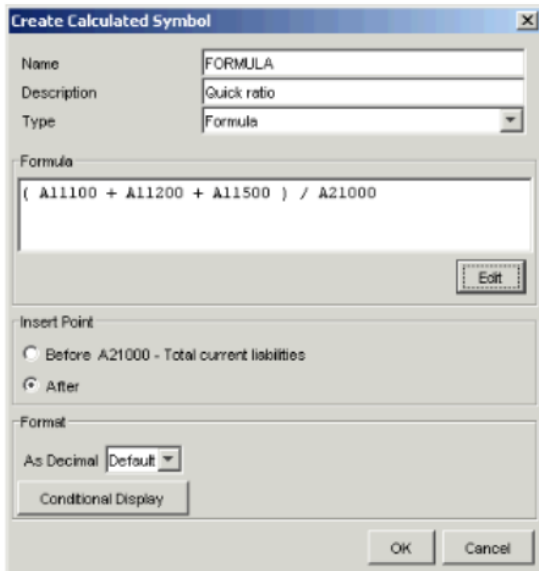 Create Calculated Symbol
Name FORMULA
Description Quick ratio
Type Formula
Formula
( A11100 + A11200 + A11500 ) / A21000
Edit
Insert Point
Before A21000 - Total current liabilities
After
Format
As Decimal Default
Conditional Display
OK Cancel